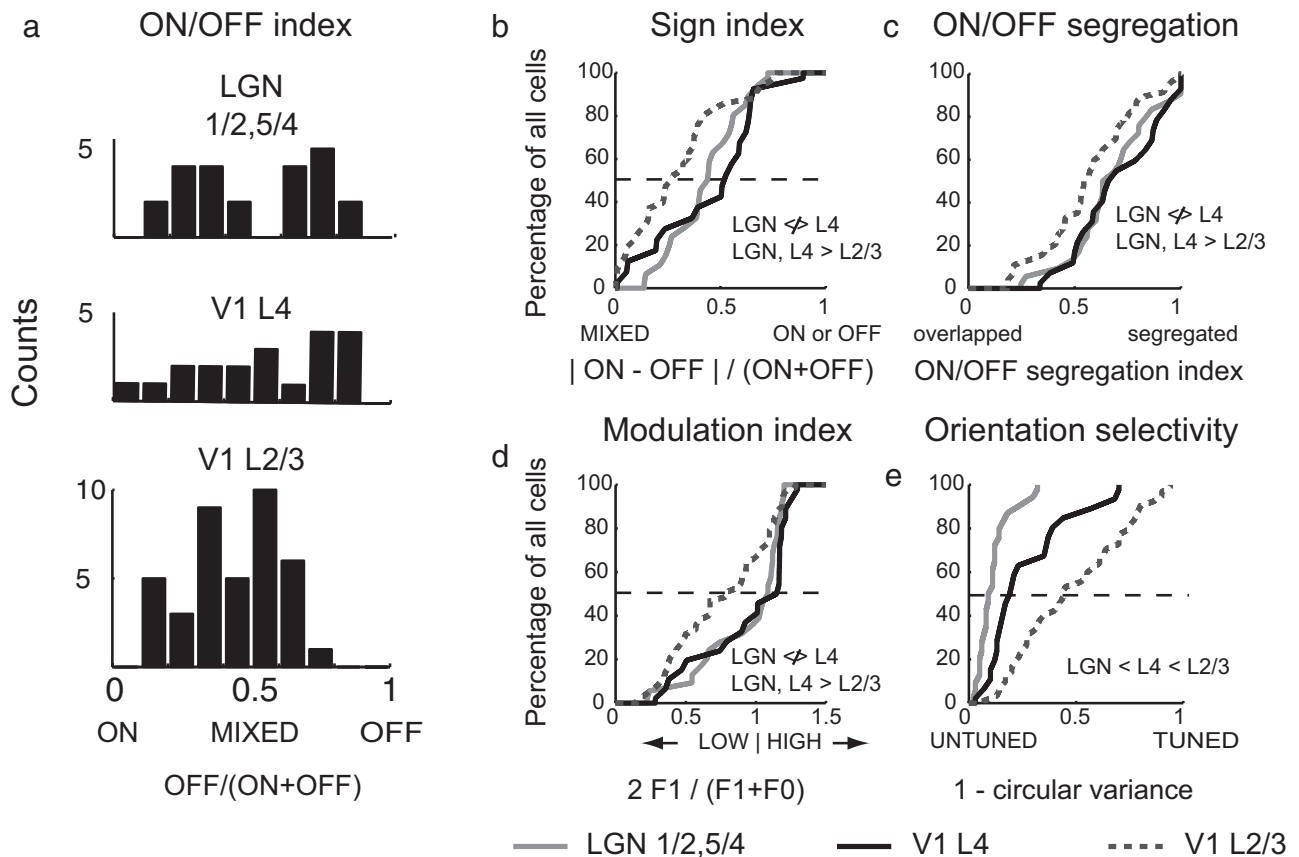 a
ON/OFF index
LGN
1/2,5/4
5
V1 L4
5
Counts
V1 L2/3
10
5
0 0.5 1
ON MIXED OFF
OFF/(ON+OFF)
b
Sign index
Percentage of all cells
100
80
60
40
20
0
LGN <⁄> L4
LGN, L4 > L2/3
0 0.5 1
MIXED ON or OFF
| ON - OFF | / (ON+OFF)
c
ON/OFF segregation
100
80
60
40
20
0
LGN <⁄> L4
LGN, L4 > L2/3
0.5 1
overlapped segregated
ON/OFF segregation index
d
Modulation index
Percentage of all cells
100
80
60
40
20
0
LGN <⁄> L4
LGN, L4 > L2/3
0 0.5 1 1.5
LOW | HIGH
2 F1 / (F1+F0)
e
Orientation selectivity
100
80
60
40
20
0
LGN < L4 < L2/3
0 0.5 1
UNTUNED TUNED
1 - circular variance
LGN 1/2,5/4 V1 L4 V1 L2/3